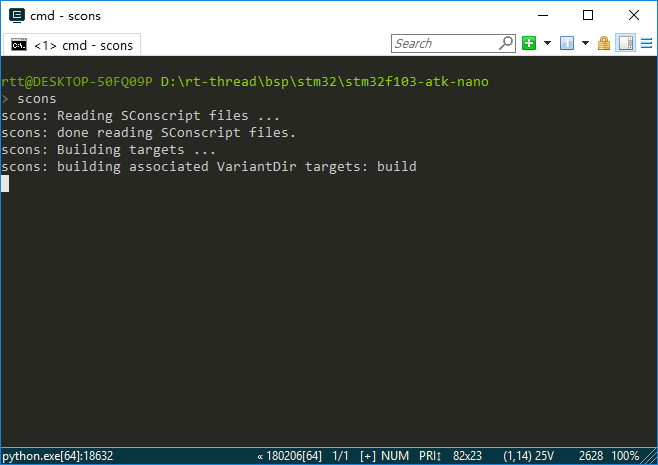 cmd - scons
<1> cmd - scons
Search
rtt@DESKTOP-50FQ09P D:\rt-thread\bsp\stm32\stm32f103-atk-nano
> scons
scons: Reading SConscript files ...
scons: done reading SConscript files.
scons: Building targets ...
scons: building associated VariantDir targets: build
python.exe[64]:18632 « 180206[64] 1/1 [+] NUM PRI↕ 82x23 (1,14) 25V 2628 100%